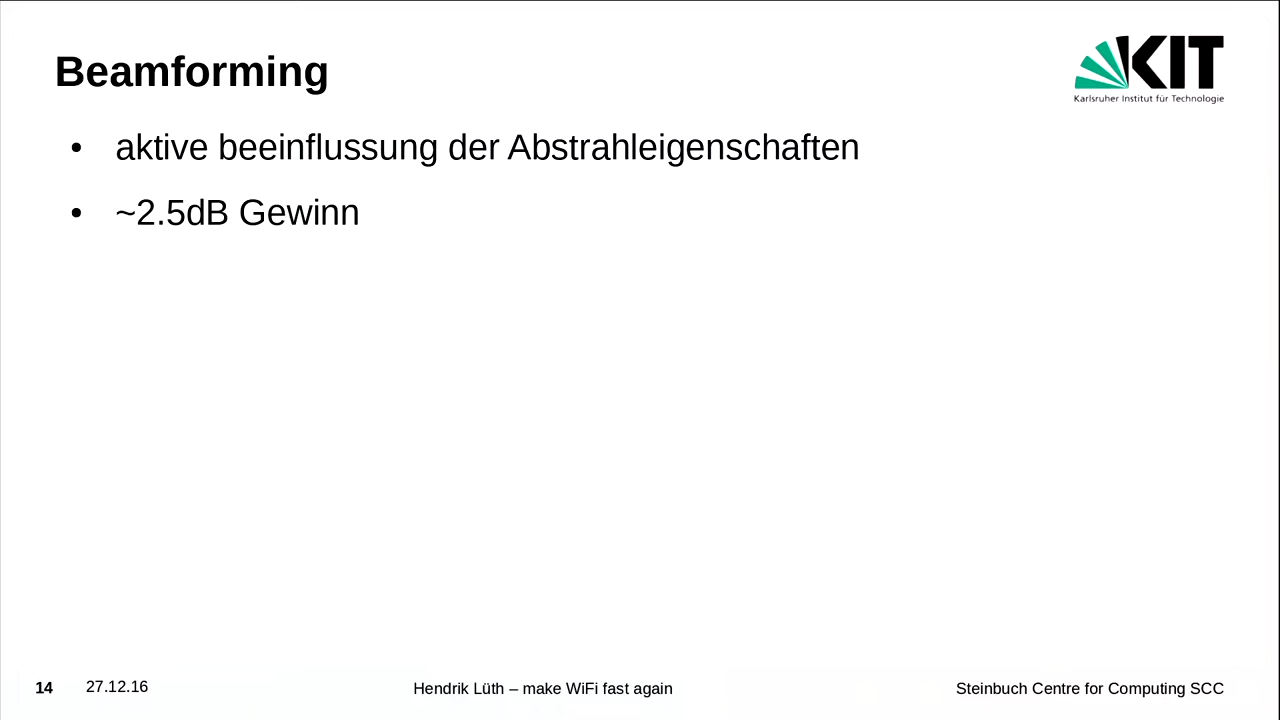 Beamforming
KIT
Karlsruher Institut für Technologie
• aktive beeinflussung der Abstrahleigenschaften
• ~2.5dB Gewinn
14 27.12.16 Hendrik Lüth – make WiFi fast again Steinbuch Centre for Computing SCC